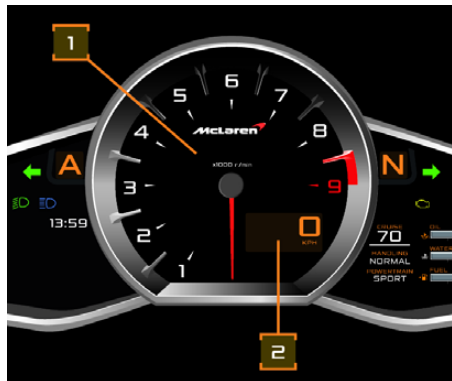 1
6
5
7
McLaren
4
8
x1000 r/min
A
N
3
9
13:59
0
KPH
CRUISE
70
OIL
2
HANDLING
NORMAL
WATER
1
POWERTRAIN
SPORT
FUEL
2